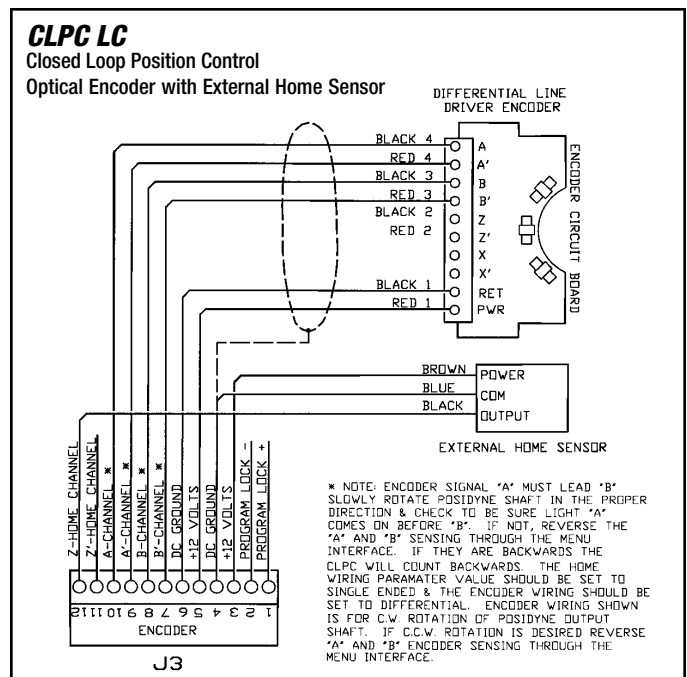 CLPC LC
Closed Loop Position Control
Optical Encoder with External Home Sensor
DIFFERENTIAL LINE
DRIVER ENCODER
BLACK 4
RED 4
BLACK 3
RED 3
BLACK 2
RED 2
BLACK 1
RED 1
A
A'
B
B'
Z
Z'
X
X'
RET
PWR
ENCODER CIRCUIT BOARD
BROWN
BLUE
BLACK
POWER
COM
OUTPUT
EXTERNAL HOME SENSOR
Z-HOME CHANNEL
Z'-HOME CHANNEL
A-CHANNEL *
A'-CHANNEL *
B-CHANNEL *
B'-CHANNEL *
DC GROUND
+12 VOLTS
DC GROUND
+12 VOLTS
PROGRAM LOCK -
PROGRAM LOCK +
12 11 10 9 8 7 6 5 4 3 2 1
ENCODER
J3
* NOTE: ENCODER SIGNAL "A" MUST LEAD "B"
SLOWLY ROTATE POSIDYNE SHAFT IN THE PROPER
DIRECTION & CHECK TO BE SURE LIGHT "A"
COMES ON BEFORE "B". IF NOT, REVERSE THE
"A" AND "B" SENSING THROUGH THE MENU
INTERFACE. IF THEY ARE BACKWARDS THE
CLPC WILL COUNT BACKWARDS. THE HOME
WIRING PARAMATER VALUE SHOULD BE SET TO
SINGLE ENDED & THE ENCODER WIRING SHOULD BE
SET TO DIFFERENTIAL. ENCODER WIRING SHOWN
IS FOR C.W. ROTATION OF POSIDYNE OUTPUT
SHAFT. IF C.C.W. ROTATION IS DESIRED REVERSE
"A" AND "B" ENCODER SENSING THROUGH THE
MENU INTERFACE.